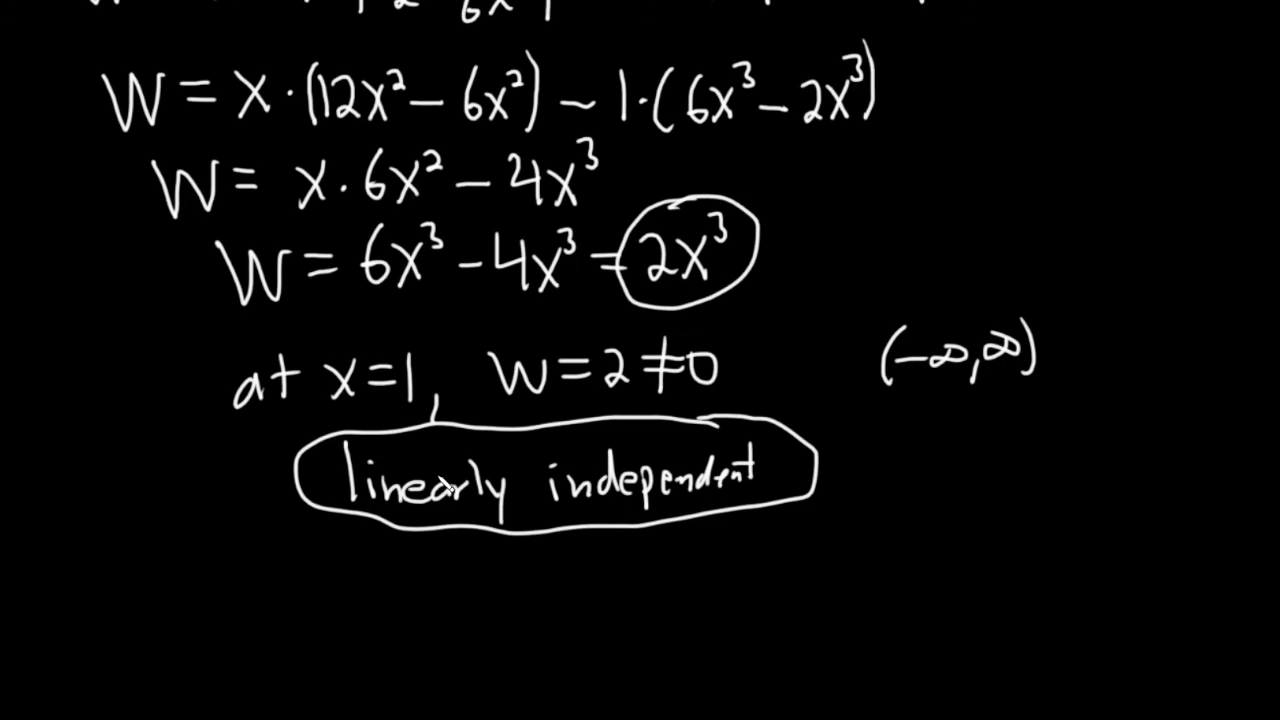 W = x · (12x² – 6x²) – 1 · (6x³ – 2x³)
W = x · 6x² – 4x³
W = 6x³ – 4x³ = 2x³
at x = 1, W = 2 ≠ 0 (-∞, ∞)
linearly independent